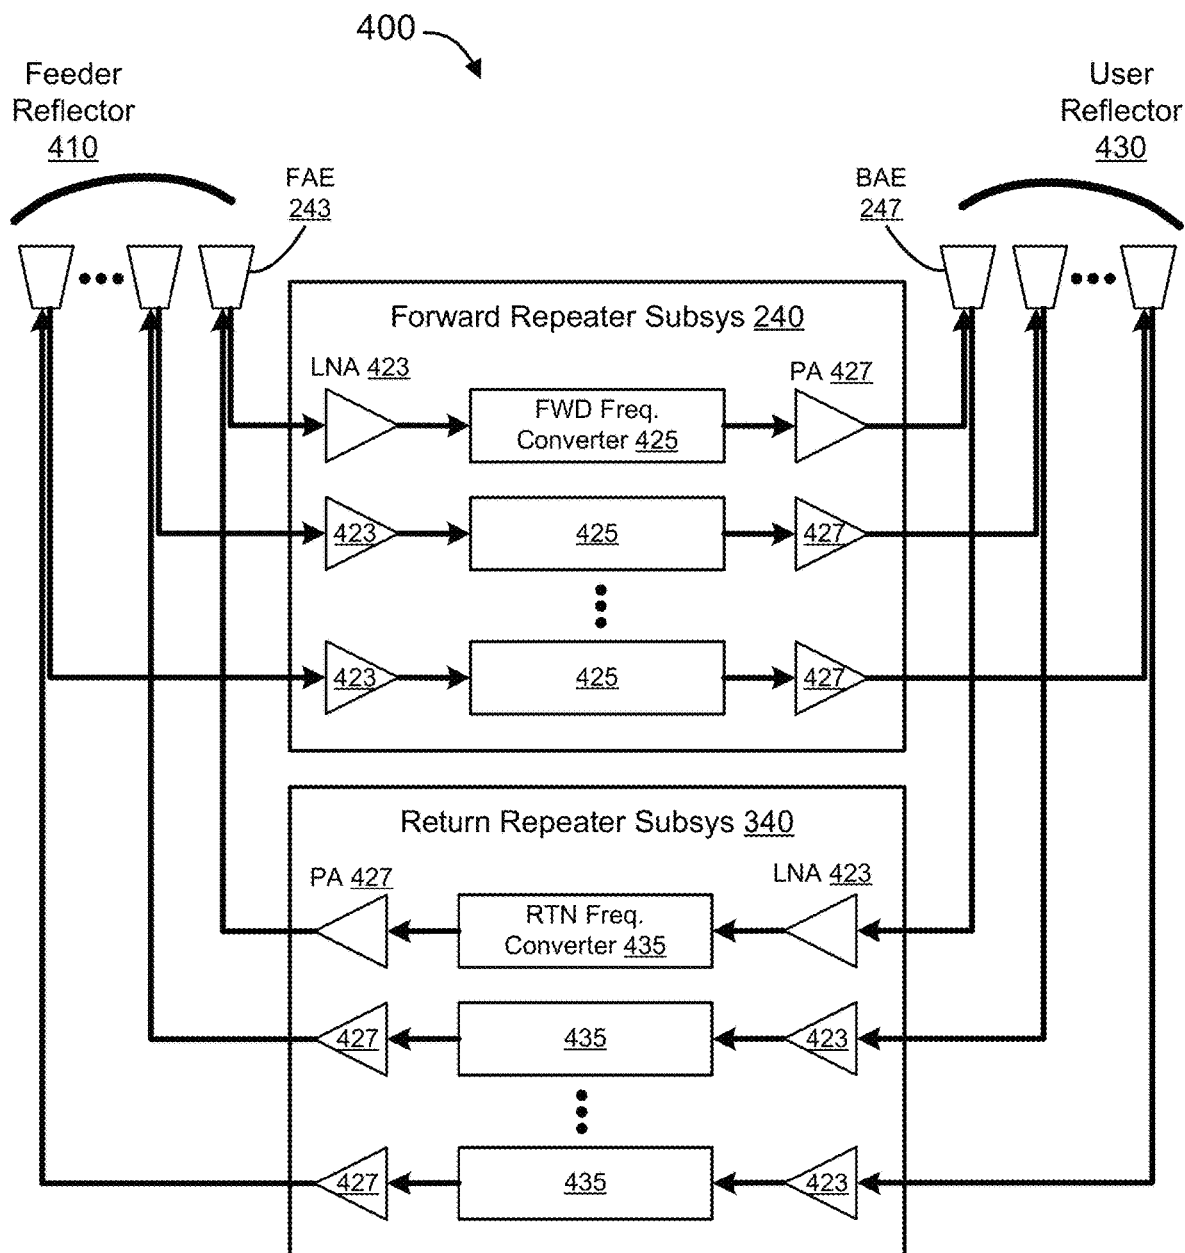 400
Feeder
Reflector
410
User
Reflector
430
FAE
243
BAE
247
Forward Repeater Subsys 240
LNA 423
PA 427
FWD Freq.
Converter 425
423
425
427
423
425
427
Return Repeater Subsys 340
PA 427
LNA 423
RTN Freq.
Converter 435
427
435
423
427
435
423